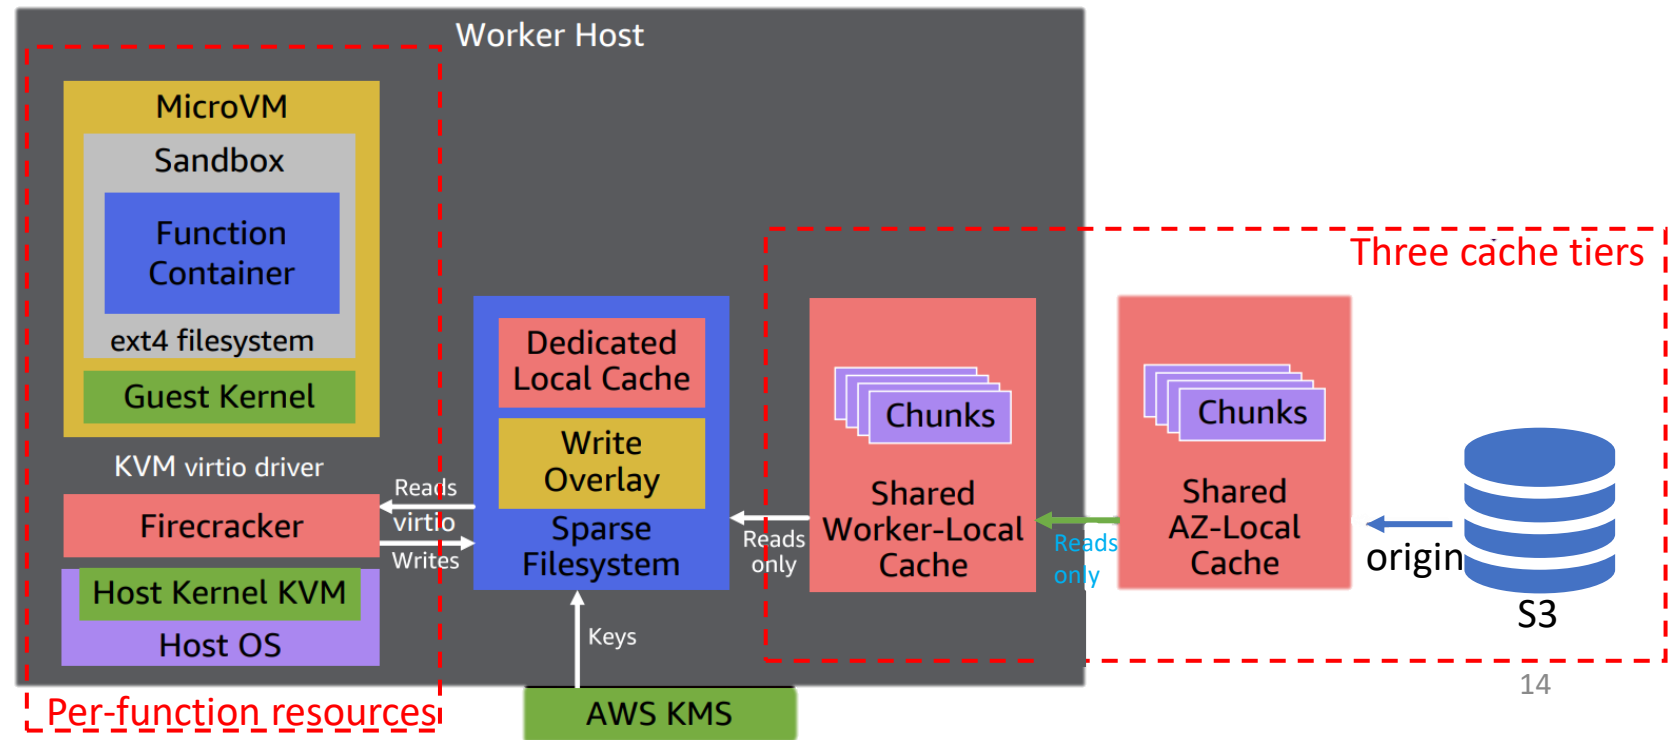 Worker Host
MicroVM
Sandbox
Function
Container
ext4 filesystem
Guest Kernel
KVM virtio driver
Firecracker
Host Kernel KVM
Host OS
Per-function resources
Reads
virtio
Writes
Dedicated
Local Cache
Write
Overlay
Sparse
Filesystem
Keys
AWS KMS
Reads
only
Three cache tiers
Chunks
Shared
Worker-Local
Cache
Reads
only
Chunks
Shared
AZ-Local
Cache
origin
S3
14